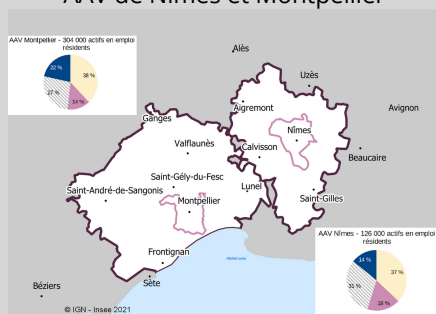 AAV de Nîmes et Montpellier
AAV Montpellier - 304 000 actifs en emploi
résidents
22 %
38 %
27 %
14 %
Alès
Uzès
Aigremont
Avignon
Ganges
Nîmes
Valflaunès
Calvisson
Beaucaire
Saint-Gély-du-Fesc
Saint-André-de-Sangonis
Lunel
Saint-Gilles
Montpellier
AAV Nîmes - 126 000 actifs en emploi
résidents
14 %
37 %
31 %
18 %
Frontignan
Méditerranée
Sète
Béziers
© IGN - Insee 2021